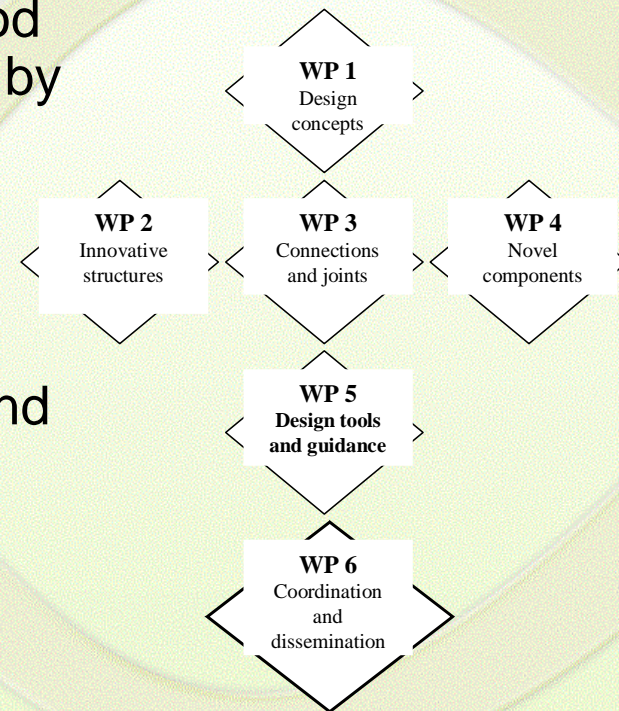 by
WP 1
Design
concepts
WP 2
Innovative
structures
WP 3
Connections
and joints
WP 4
Novel
components
WP 5
Design tools
and guidance
WP 6
Coordination
and
dissemination